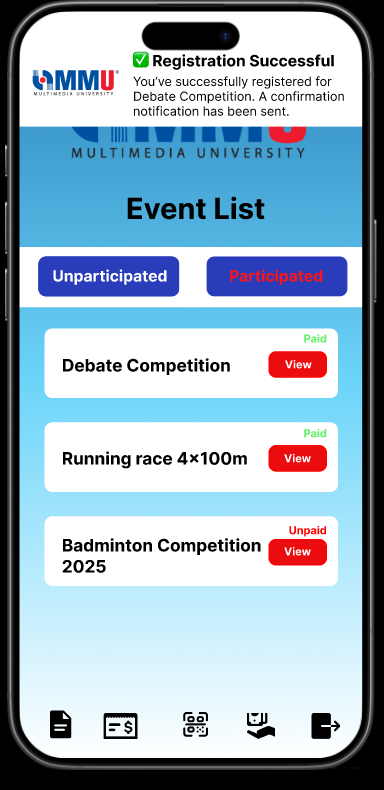 ✅ Registration Successful
MMU
MULTIMEDIA UNIVERSITY
You've successfully registered for
Debate Competition. A confirmation
notification has been sent.
MMU
MULTIMEDIA UNIVERSITY
Event List
Unparticipated
Participated
Paid
Debate Competition
View
Paid
Running race 4×100m
View
Unpaid
Badminton Competition
2025
View
$